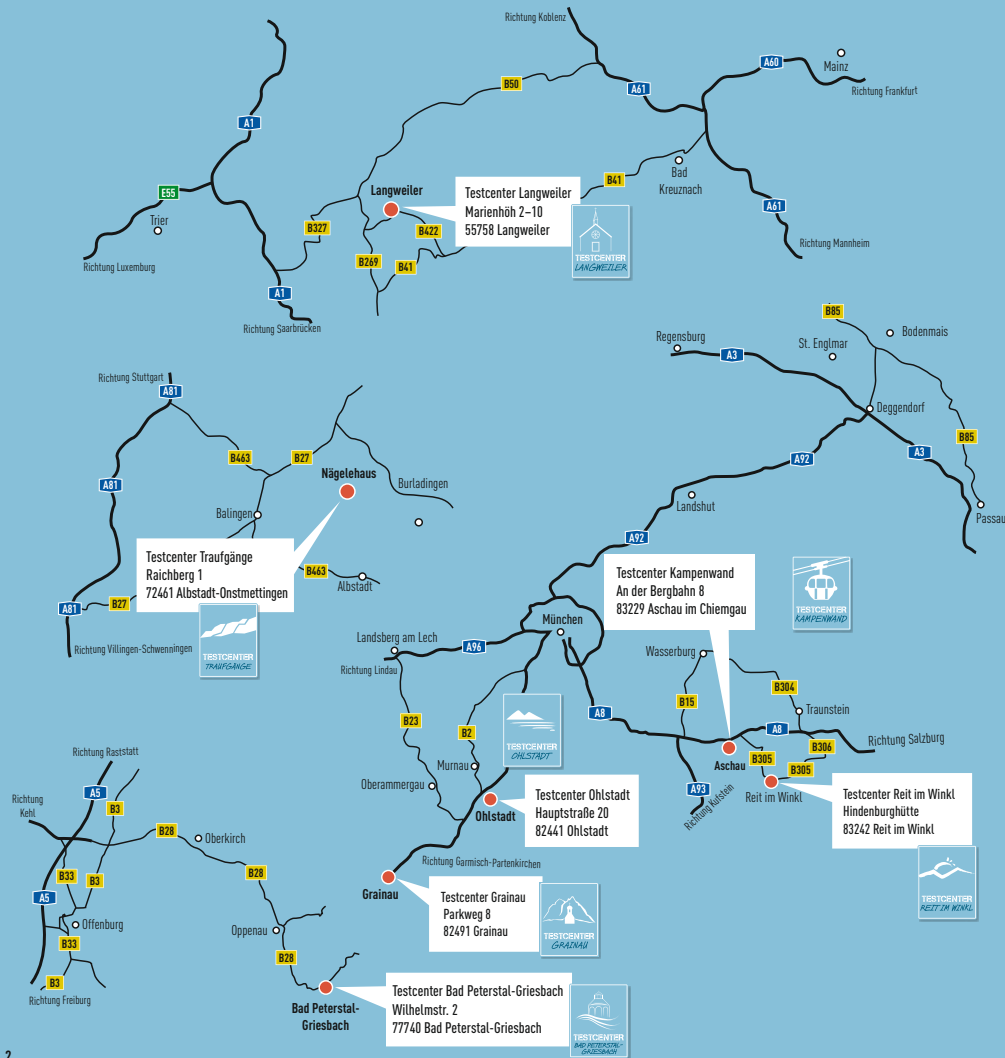 Richtung Koblenz
A60
Mainz
A61
Richtung Frankfurt
B50
A1
Bad
Kreuznach
B41
E55
Trier
Langweiler
Testcenter Langweiler
Marienhöh 2–10
55758 Langweiler
TESTCENTER
LANGWEILER
A61
Richtung Mannheim
B327
B422
B269
B41
Richtung Luxemburg
A1
Richtung Saarbrücken
B85
Bodenmais
Regensburg
A3
St. Englmar
Deggendorf
B85
A3
A92
Passau
Landshut
A92
Richtung Stuttgart
A81
B463
B27
Nägelehaus
Burladingen
A81
Balingen
Testcenter Traufgänge
Raichberg 1
72461 Albstadt-Onstmettingen
B463
Albstadt
A81
B27
TESTCENTER
TRAUFGÄNGE
Richtung Villingen-Schwenningen
Testcenter Kampenwand
An der Bergbahn 8
83229 Aschau im Chiemgau
TESTCENTER
KAMPENWAND
München
Landsberg am Lech
A96
Richtung Lindau
Wasserburg
B304
B15
Traunstein
A8
A8
B306
Richtung Salzburg
Aschau
B305
B305
Reit im Winkl
A93
Richtung Kufstein
Testcenter Reit im Winkl
Hindenburghütte
83242 Reit im Winkl
TESTCENTER
REIT IM WINKL
B23
B2
TESTCENTER
OHLSTADT
Murnau
Oberammergau
Ohlstadt
Testcenter Ohlstadt
Hauptstraße 20
82441 Ohlstadt
Richtung Garmisch-Partenkirchen
Grainau
Testcenter Grainau
Parkweg 8
82491 Grainau
TESTCENTER
GRAINAU
Richtung Raststatt
A5
Richtung
Kehl
B3
B28
Oberkirch
B33
B3
B28
A5
Offenburg
B33
Oppenau
B28
B3
Richtung Freiburg
Bad Peterstal-
Griesbach
Testcenter Bad Peterstal-Griesbach
Wilhelmstr. 2
77740 Bad Peterstal-Griesbach
TESTCENTER
BAD PETERSTAL-
GRIESBACH
2